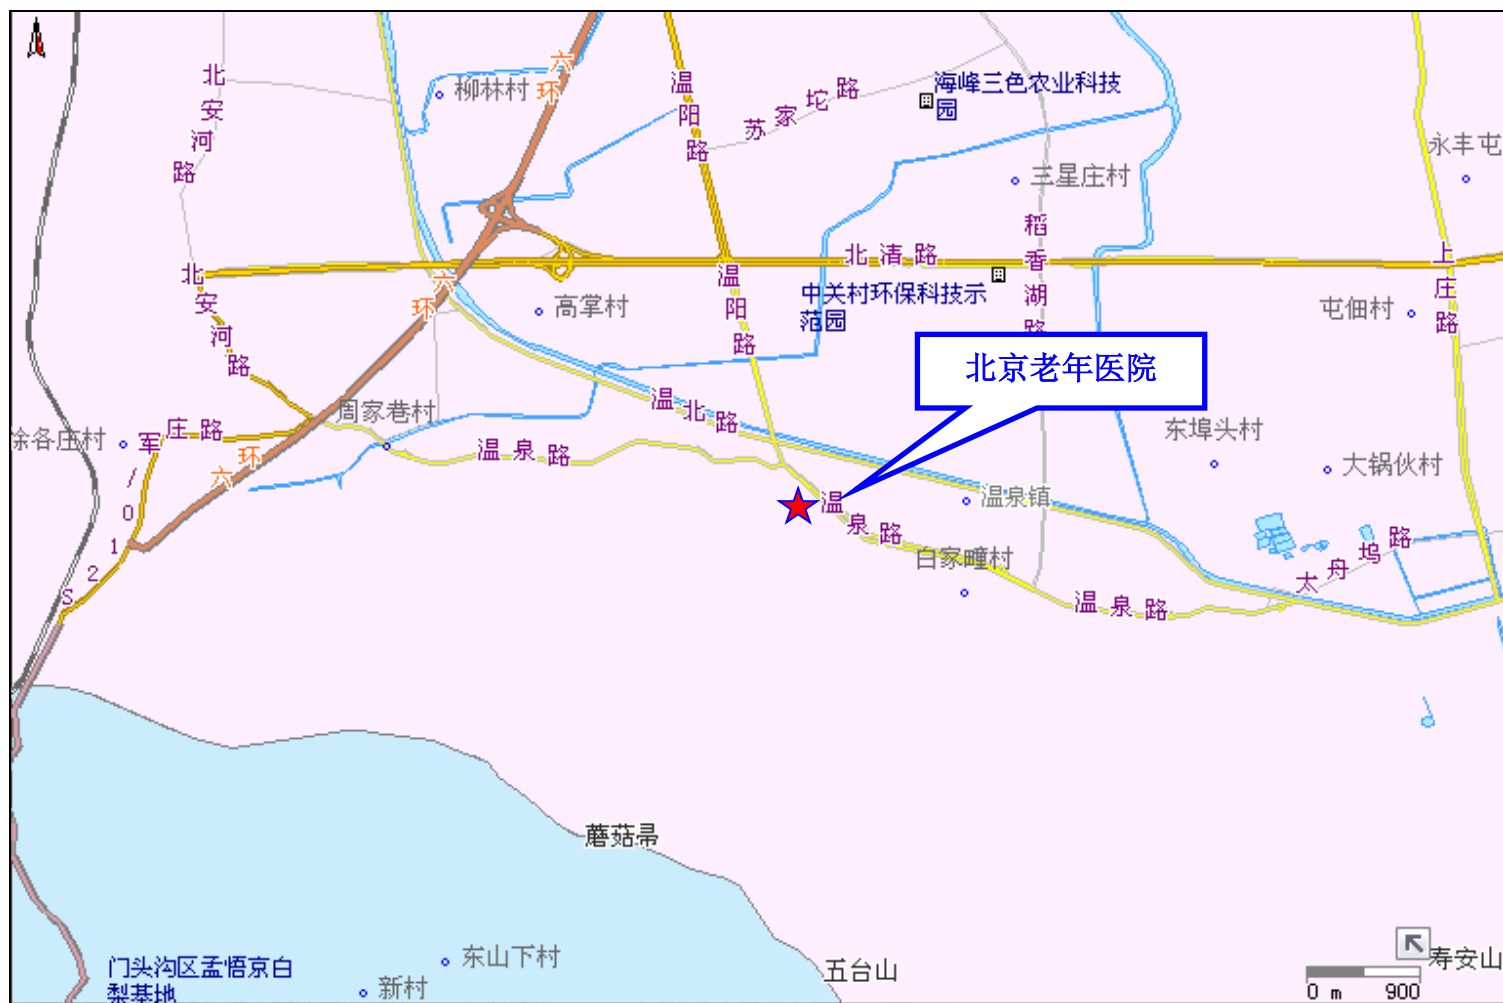 六环
北安河路
柳林村
温阳路
苏家坨路
海峰三色农业科技
园
永丰屯
三星庄村
稻香湖路
北清路
上庄路
北安河路
六环
高掌村
温阳路
中关村环保科技示
范园
屯佃村
北京老年医院
周家巷村
温北路
徐各庄村
军庄路
六环
温泉路
东埠头村
大锅伙村
温泉镇
温泉路
白家疃村
太舟坞路
S210/
温泉路
蘑菇帚
东山下村
门头沟区孟悟京白
梨基地
新村
五台山
寿安山
0 m 900